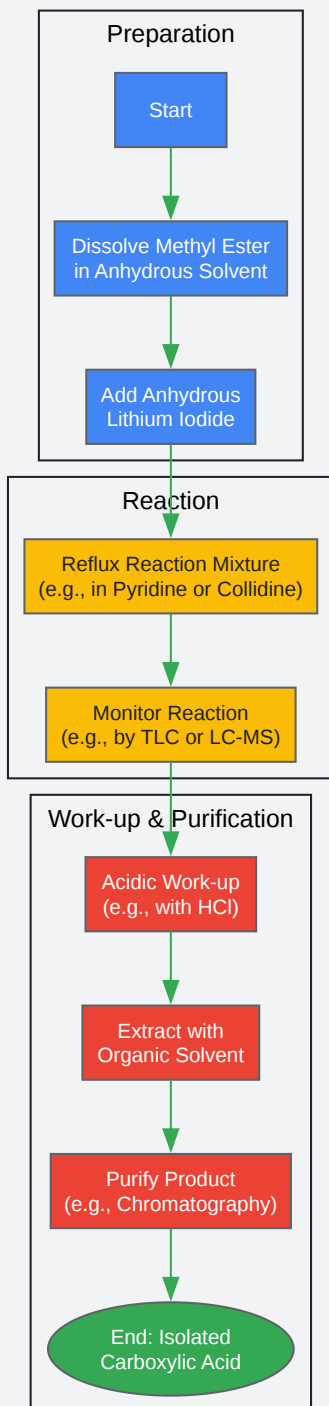 Preparation
Start
Dissolve Methyl Ester
in Anhydrous Solvent
Add Anhydrous
Lithium Iodide
Reaction
Reflux Reaction Mixture
(e.g., in Pyridine or Collidine)
Monitor Reaction
(e.g., by TLC or LC-MS)
Work-up & Purification
Acidic Work-up
(e.g., with HCl)
Extract with
Organic Solvent
Purify Product
(e.g., Chromatography)
End: Isolated
Carboxylic Acid